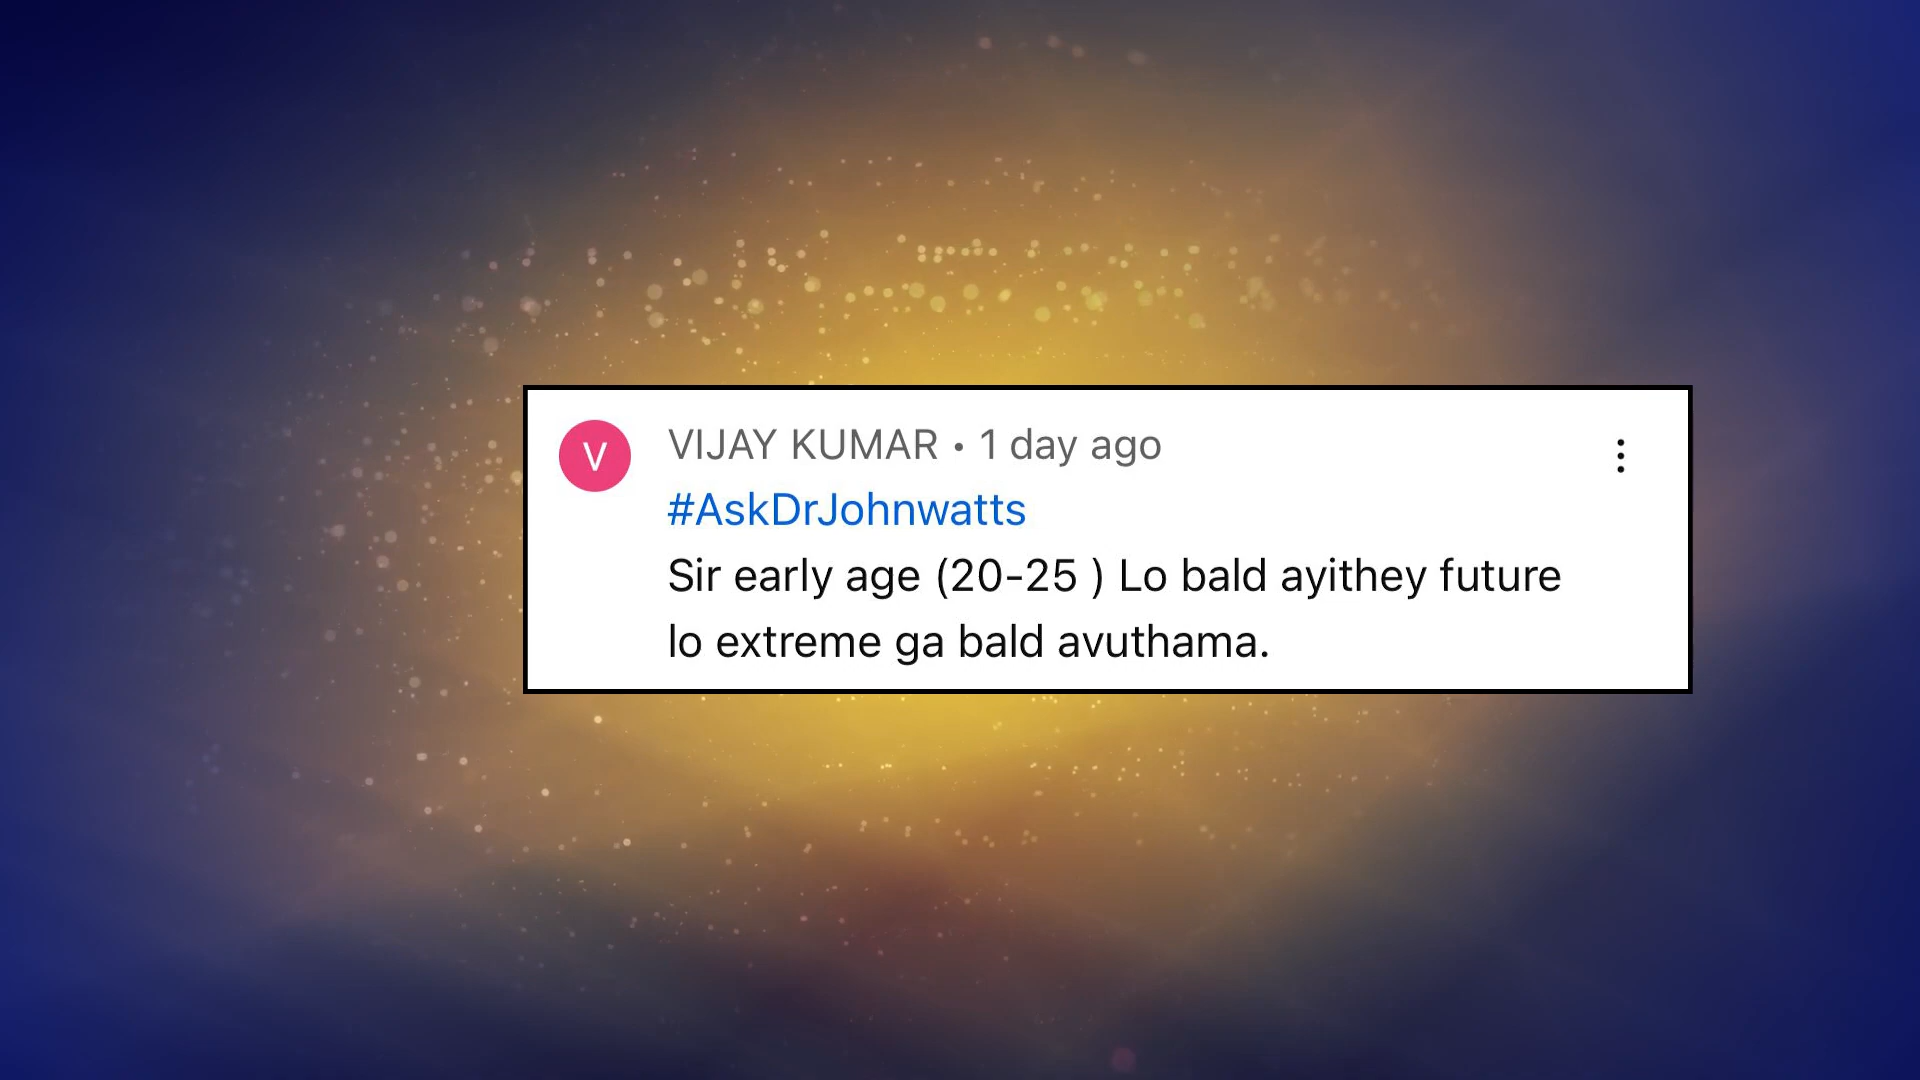 V
VIJAY KUMAR • 1 day ago
#AskDrJohnwatts
Sir early age (20-25 ) Lo bald ayithey future
lo extreme ga bald avuthama.